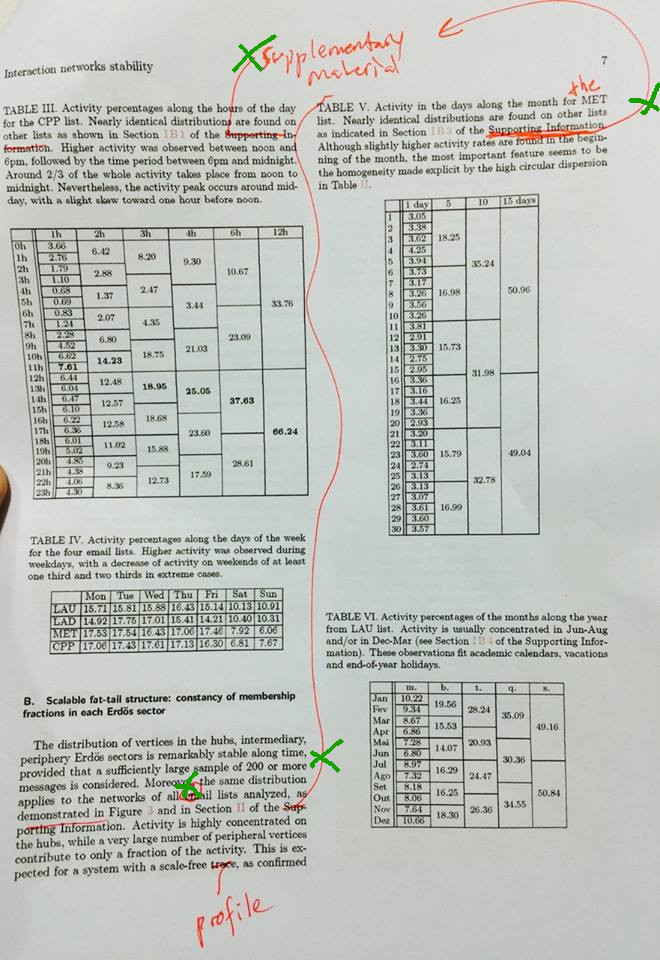 Supplementary
material
Interaction networks stability
7
TABLE III. Activity percentages along the hours of the day
for the CPP list. Nearly identical distributions are found on
other lists as shown in Section IB1 of the Supporting In-
formation. Higher activity was observed between noon and
6pm, followed by the time period between 6pm and midnight.
Around 2/3 of the whole activity takes place from noon to
midnight. Nevertheless, the activity peak occurs around mid-
day, with a slight skew toward one hour before noon.
1h 2h 3h 4h 6h 12h
0h 3.66 6.42 8.20 9.30 10.67 33.76
1h 2.76
2h 1.79 2.88
3h 1.10 2.47
4h 0.68 1.37 3.44
5h 0.69
6h 0.83 2.07 4.35 23.09
7h 1.24
8h 2.28 6.80 21.03
9h 4.52 18.75
10h 6.62 14.23
11h 7.61
12h 6.44 12.48 18.95 25.05 37.63 66.24
13h 6.04
14h 6.47 12.57
15h 6.10 18.68
16h 6.22 12.58 23.60
17h 6.36
18h 6.01 11.02 15.88 28.61
19h 5.02
20h 4.85 9.23 17.59
21h 4.38 12.73
22h 4.06 8.36
23h 4.30
TABLE IV. Activity percentages along the days of the week
for the four email lists. Higher activity was observed during
weekdays, with a decrease of activity on weekends of at least
one third and two thirds in extreme cases.
Mon Tue Wed Thu Fri Sat Sun
LAU 15.71 15.81 15.88 16.43 15.14 10.13 10.91
LAD 14.92 17.75 17.01 15.41 14.21 10.40 10.31
MET 17.53 17.54 16.43 17.06 17.46 7.92 6.06
CPP 17.06 17.43 17.61 17.13 16.30 6.81 7.67
B. Scalable fat-tail structure: constancy of membership
fractions in each Erdös sector
The distribution of vertices in the hubs, intermediary,
periphery Erdös sectors is remarkably stable along time,
provided that a sufficiently large sample of 200 or more
messages is considered. Moreover, the same distribution
applies to the networks of all email lists analyzed, as
demonstrated in Figure 3 and in Section II of the Sup-
porting Information. Activity is highly concentrated on
the hubs, while a very large number of peripheral vertices
contribute to only a fraction of the activity. This is ex-
pected for a system with a scale-free trace, as confirmed
profile
the
TABLE V. Activity in the days along the month for MET
list. Nearly identical distributions are found on other lists
as indicated in Section IB3 of the Supporting Information.
Although slightly higher activity rates are found in the begin-
ning of the month, the most important feature seems to be
the homogeneity made explicit by the high circular dispersion
in Table II.
1 day 5 10 15 days
1 3.05 18.25 35.24 50.96
2 3.38
3 3.62
4 4.25
5 3.94
6 3.73 16.98
7 3.17
8 3.26
9 3.56
10 3.26
11 3.81 15.73 31.98
12 2.91
13 3.30
14 2.75
15 2.95
16 3.36 16.25 49.04
17 3.16
18 3.44
19 3.36
20 2.93
21 3.20 15.79 32.78
22 3.11
23 3.60
24 2.74
25 3.13
26 3.13 16.99
27 3.07
28 3.61
29 3.60
30 3.57
TABLE VI. Activity percentages of the months along the year
from LAU list. Activity is usually concentrated in Jun-Aug
and/or in Dec-Mar (see Section IB4 of the Supporting Infor-
mation). These observations fit academic calendars, vacations
and end-of-year holidays.
m. b. t. q. s.
Jan 10.22 19.56 28.24 35.09 49.16
Fev 9.34
Mar 8.67 15.53
Apr 6.86 20.93
Mai 7.28 14.07 30.36
Jun 6.80
Jul 8.97 16.29 24.47 50.84
Ago 7.32
Set 8.18 16.25 34.55
Out 8.06 26.36
Nov 7.64 18.30
Dez 10.66